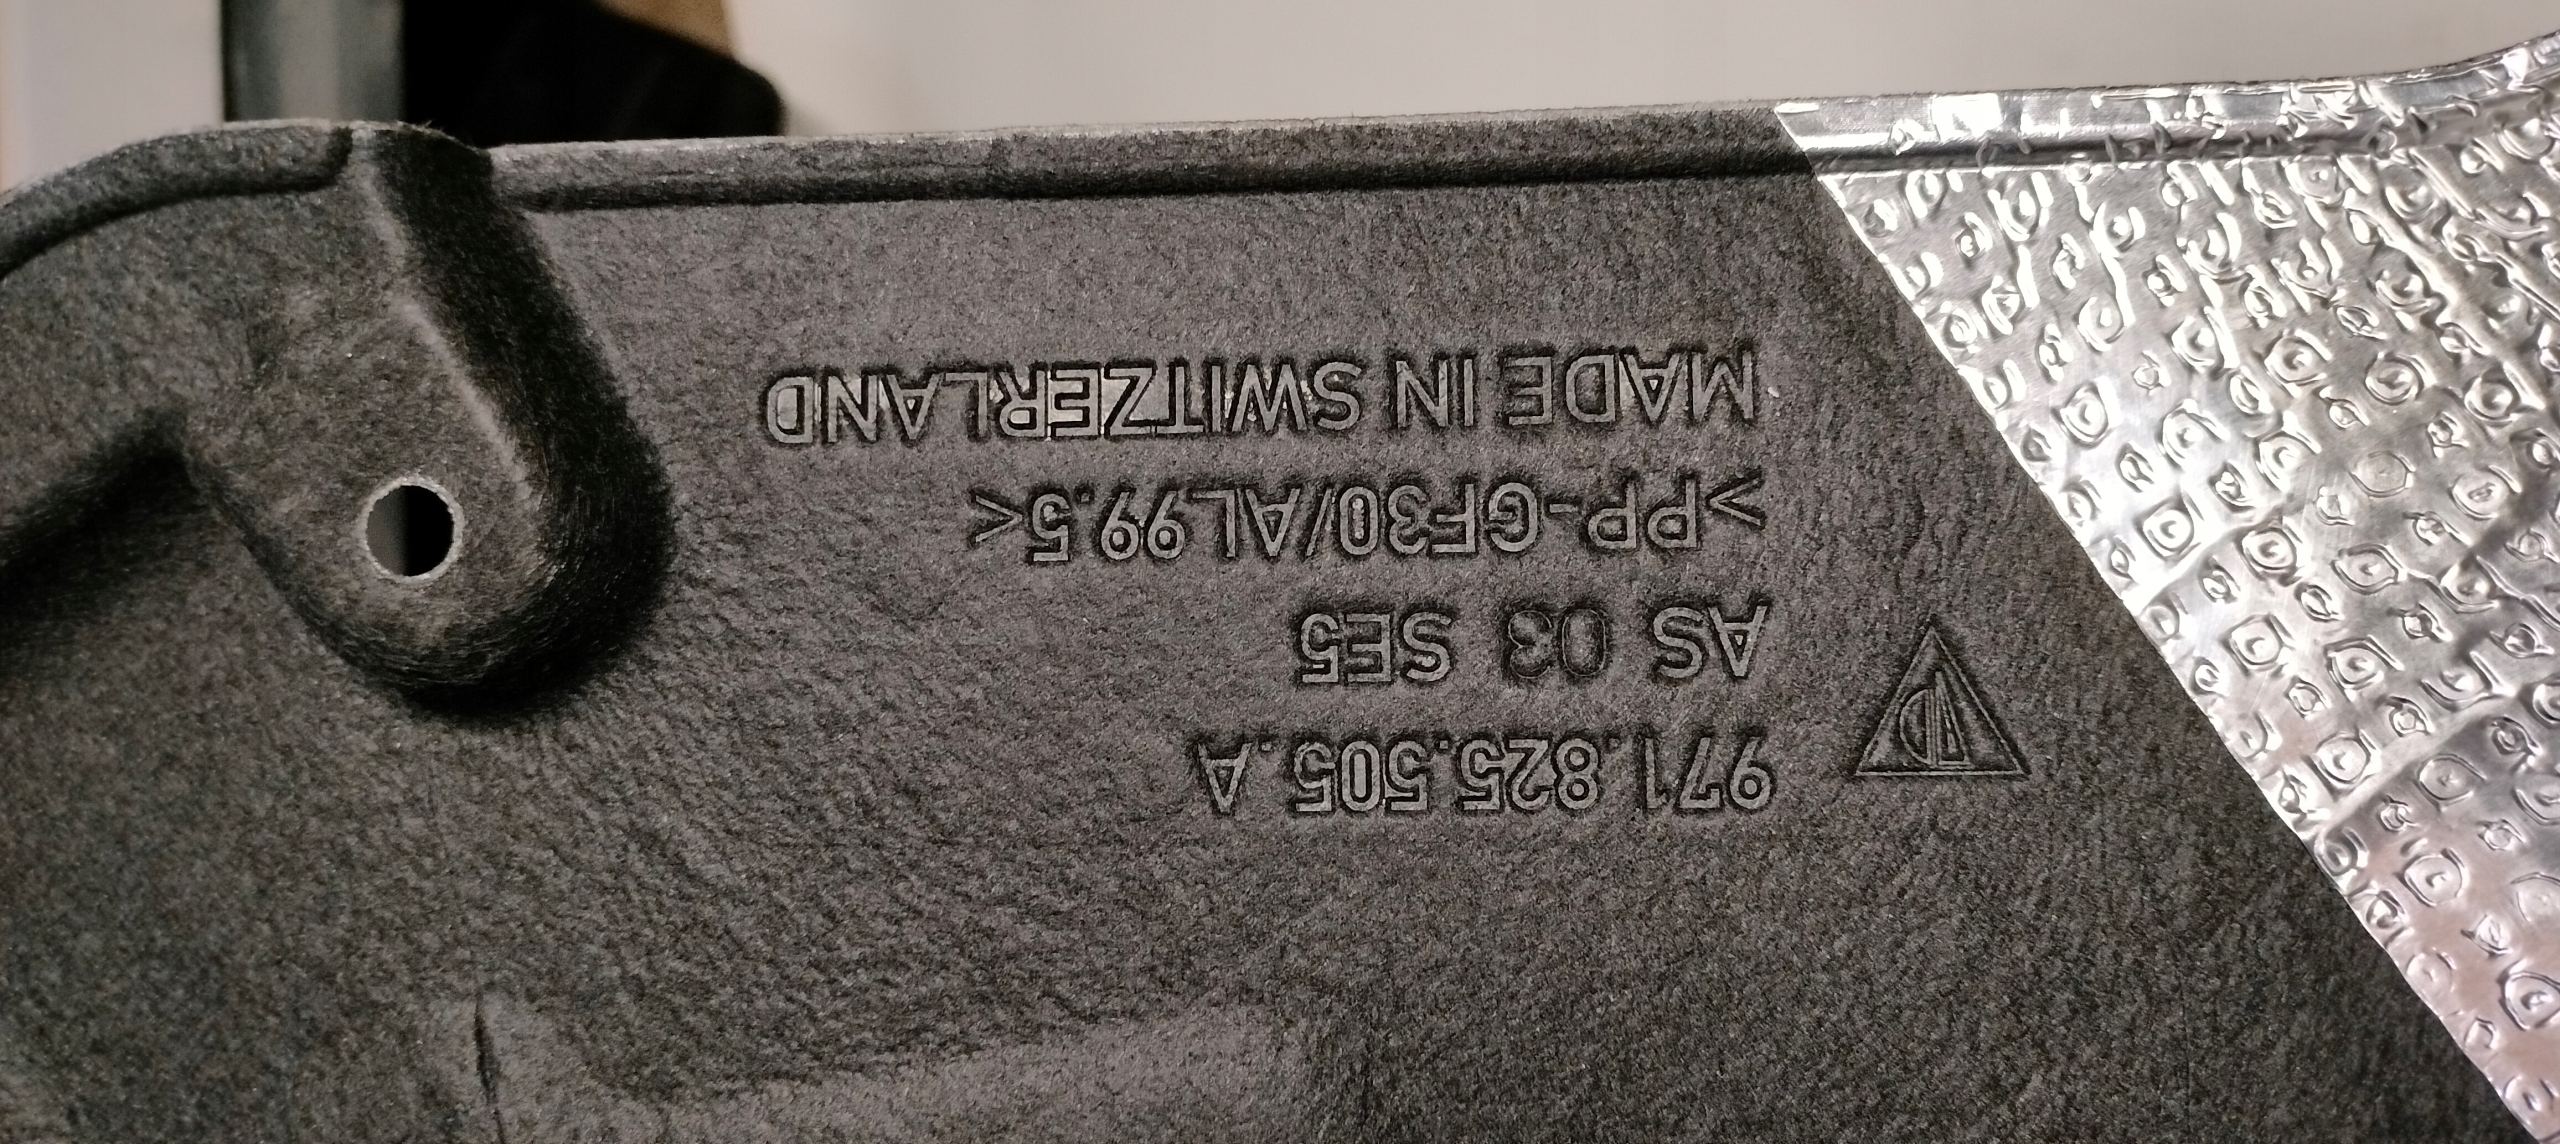 971.825.505.A
AS 03 SE5
>PP-GF30/AL99.5<
MADE IN SWITZERLAND